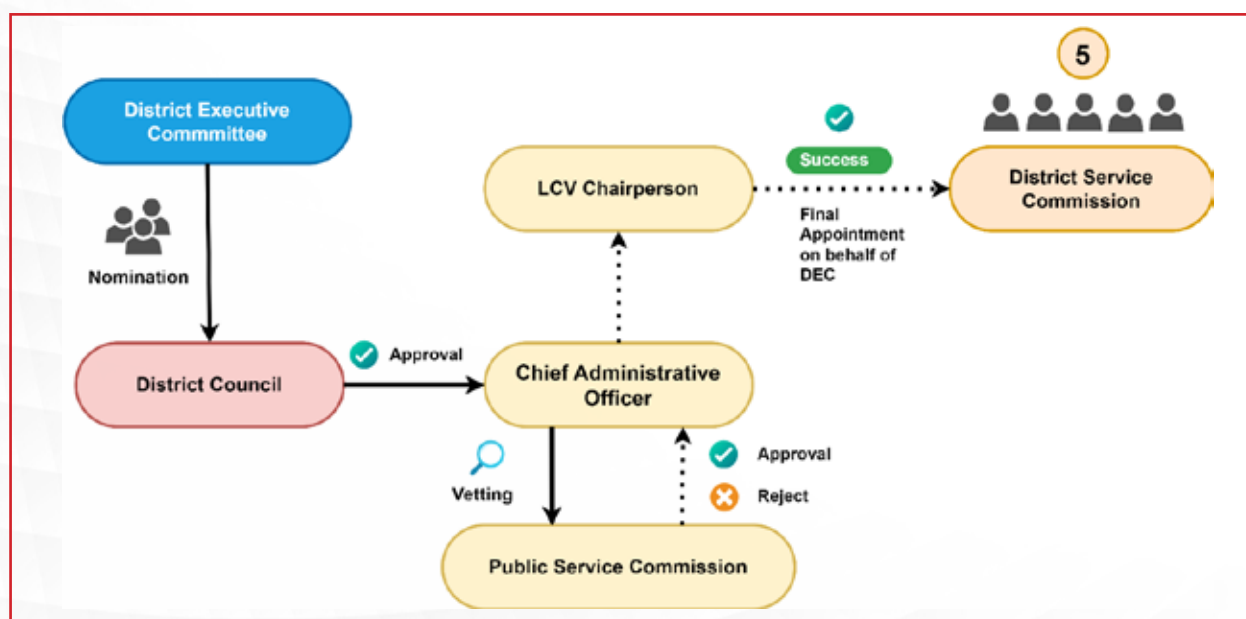 5
District Executive
Commmittee
Nomination
District Council
Approval
Chief Administrative
Officer
Vetting
Public Service Commission
Approval
Reject
LCV Chairperson
Success
Final
Appointment
on behalf of
DEC
District Service
Commission